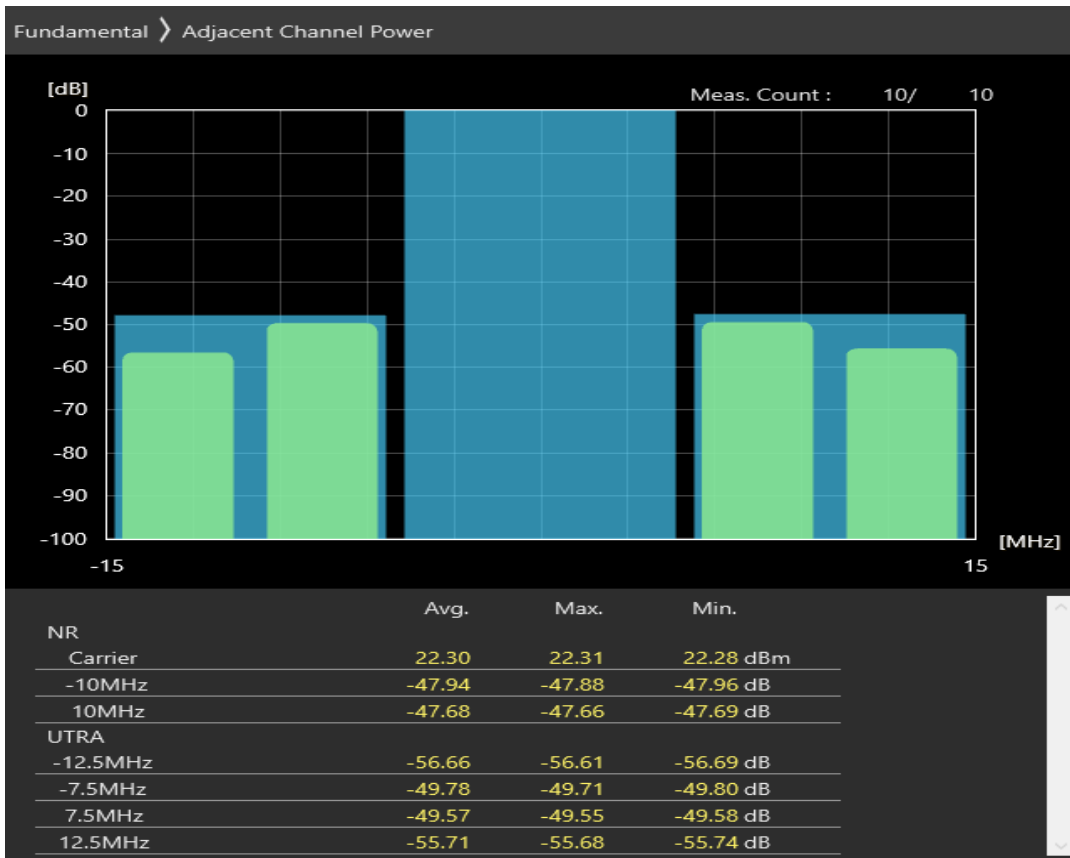 Fundamental 〉 Adjacent Channel Power
[dB]
Meas. Count : 10/ 10
0
-10
-20
-30
-40
-50
-60
-70
-80
-90
-100
[MHz]
-15 15
Avg. Max. Min.
NR
Carrier 22.30 22.31 22.28 dBm
-10MHz -47.94 -47.88 -47.96 dB
10MHz -47.68 -47.66 -47.69 dB
UTRA
-12.5MHz -56.66 -56.61 -56.69 dB
-7.5MHz -49.78 -49.71 -49.80 dB
7.5MHz -49.57 -49.55 -49.58 dB
12.5MHz -55.71 -55.68 -55.74 dB